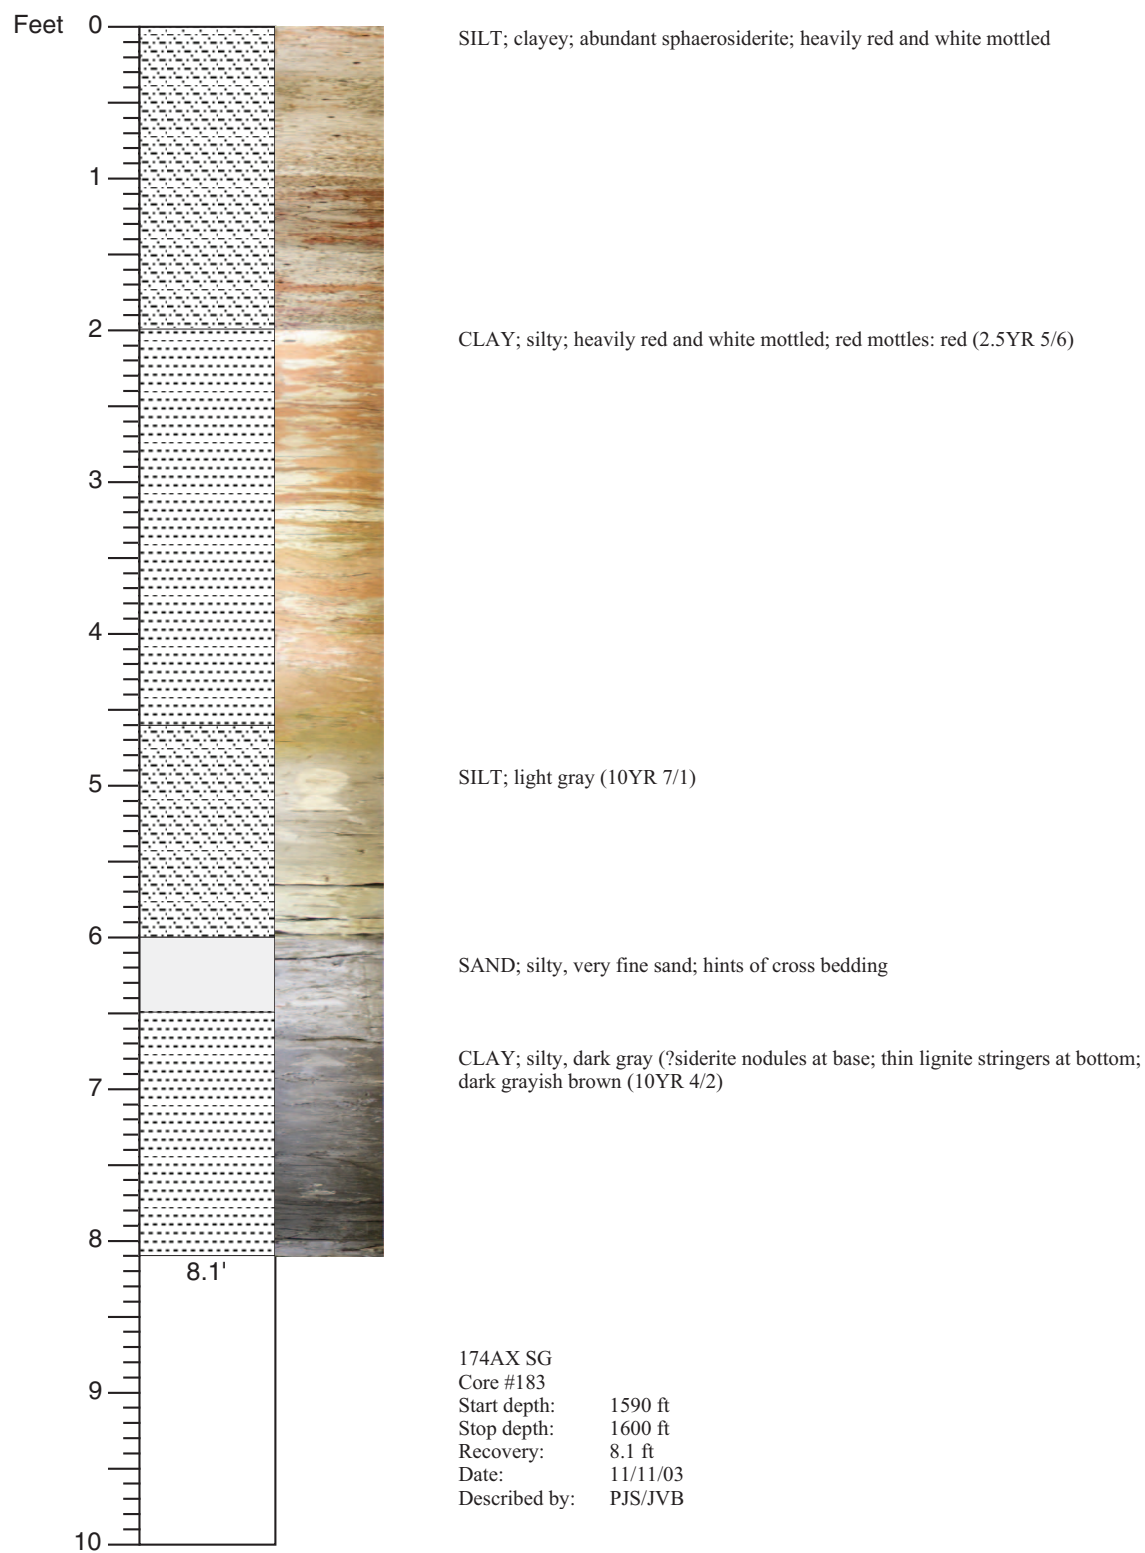 Feet 0
SILT; clayey; abundant sphaerosiderite; heavily red and white mottled
1
2
CLAY; silty; heavily red and white mottled; red mottles: red (2.5YR 5/6)
3
4
5
SILT; light gray (10YR 7/1)
6
SAND; silty, very fine sand; hints of cross bedding
CLAY; silty, dark gray (?siderite nodules at base; thin lignite stringers at bottom;
dark grayish brown (10YR 4/2)
7
8
8.1'
174AX SG
Core #183
9
Start depth: 1590 ft
Stop depth: 1600 ft
Recovery: 8.1 ft
Date: 11/11/03
Described by: PJS/JVB
10